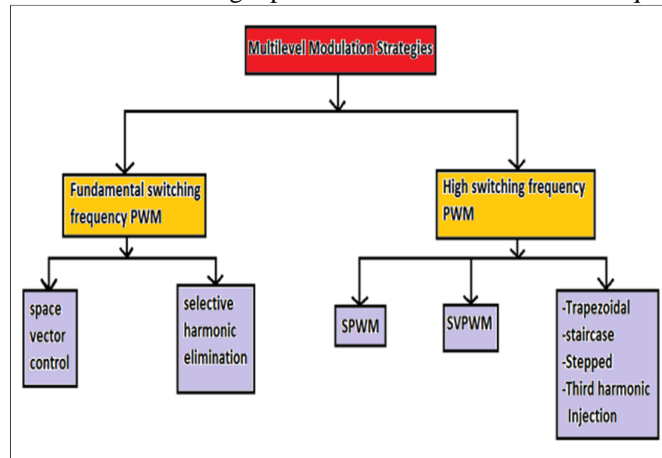 Multilevel Modulation Strategies
Fundamental switching
frequency PWM
High switching frequency
PWM
space
vector
control
selective
harmonic
elimination
SPWM
SVPWM
-Trapezoidal
-staircase
-Stepped
-Third harmonic
Injection